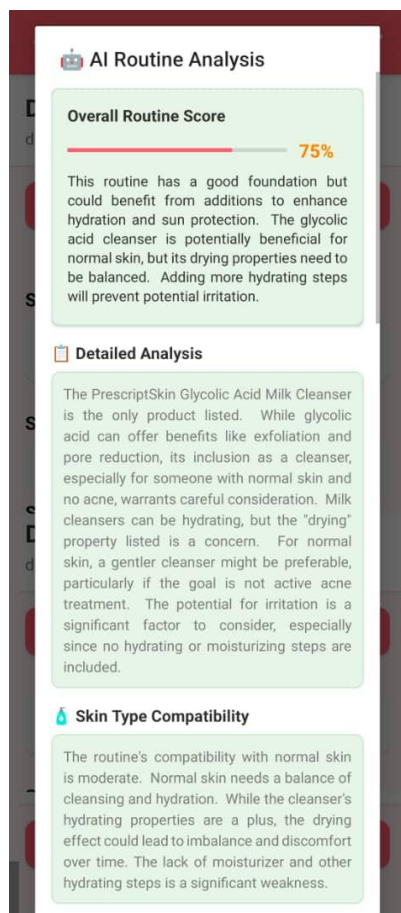 AI Routine Analysis
Overall Routine Score
75%
This routine has a good foundation but
could benefit from additions to enhance
hydration and sun protection. The glycolic
acid cleanser is potentially beneficial for
normal skin, but its drying properties need to
be balanced. Adding more hydrating steps
will prevent potential irritation.
Detailed Analysis
The PrescriptSkin Glycolic Acid Milk Cleanser
is the only product listed. While glycolic
acid can offer benefits like exfoliation and
pore reduction, its inclusion as a cleanser,
especially for someone with normal skin and
no acne, warrants careful consideration. Milk
cleansers can be hydrating, but the "drying"
property listed is a concern. For normal
skin, a gentler cleanser might be preferable,
particularly if the goal is not active acne
treatment. The potential for irritation is a
significant factor to consider, especially
since no hydrating or moisturizing steps are
included.
Skin Type Compatibility
The routine's compatibility with normal skin
is moderate. Normal skin needs a balance of
cleansing and hydration. While the cleanser's
hydrating properties are a plus, the drying
effect could lead to imbalance and discomfort
over time. The lack of moisturizer and other
hydrating steps is a significant weakness.